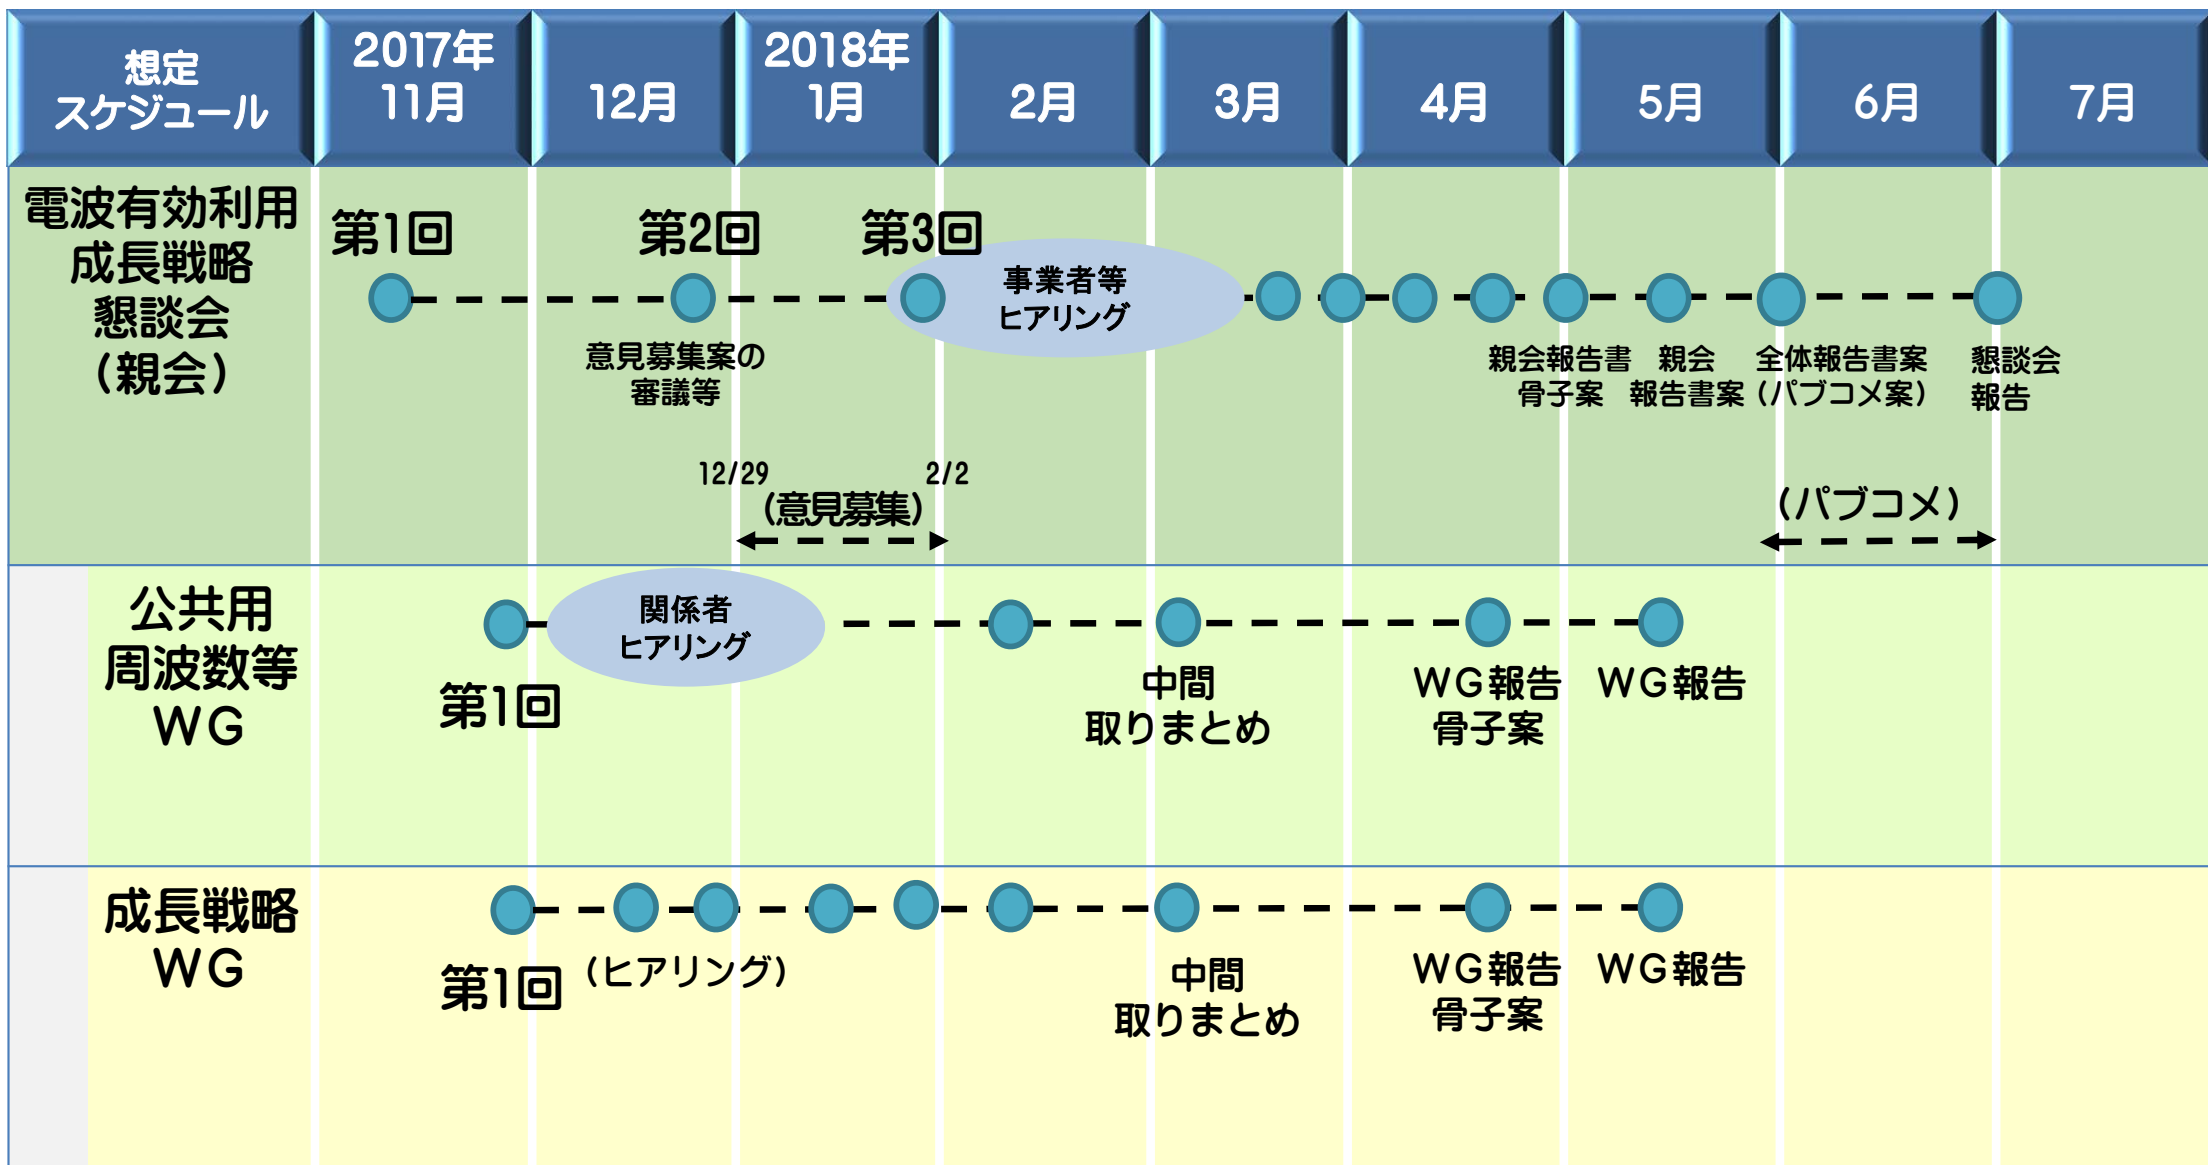 想定
スケジュール
2017年
11月
12月
2018年
1月
2月
3月
4月
5月
6月
7月
電波有効利用
成長戦略
懇談会
（親会）
第1回
第2回
第3回
事業者等
ヒアリング
意見募集案の
審議等
親会報告書
骨子案
親会
報告書案
全体報告書案
（パブコメ案）
懇談会
報告
12/29
2/2
（意見募集）
（パブコメ）
公共用
周波数等
ＷＧ
関係者
ヒアリング
第1回
中間
取りまとめ
ＷＧ報告
骨子案
ＷＧ報告
成長戦略
ＷＧ
第1回
（ヒアリング）
中間
取りまとめ
ＷＧ報告
骨子案
ＷＧ報告